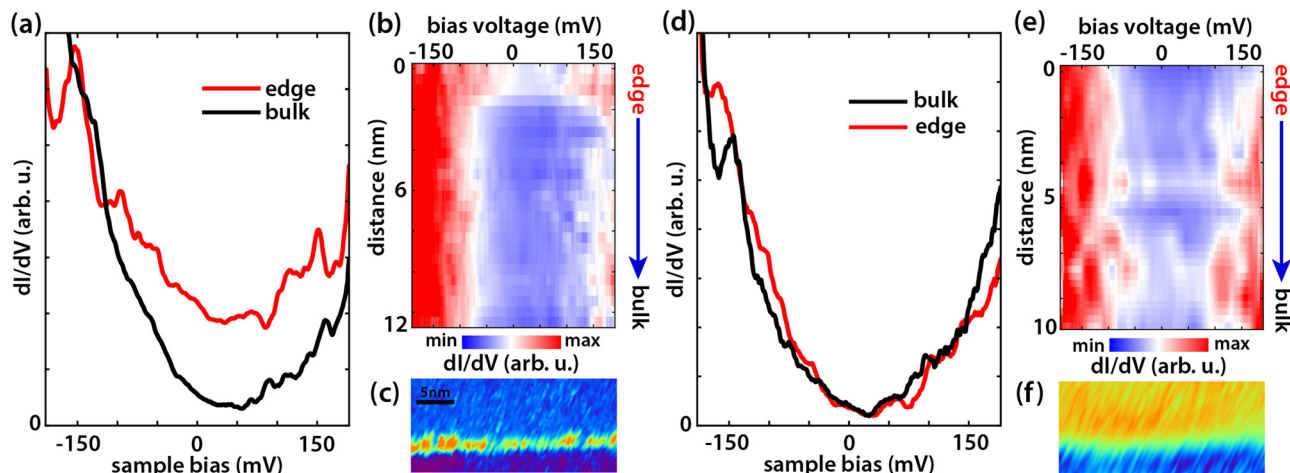 (a)
edge
bulk
dI/dV (arb. u.)
0
-150
0
150
sample bias (mV)
(b)
bias voltage (mV)
-150
0
150
0
6
12
distance (nm)
edge
bulk
min
max
dI/dV (arb. u.)
(c)
5nm
(d)
bulk
edge
dI/dV (arb. u.)
0
-150
0
150
sample bias (mV)
(e)
bias voltage (mV)
-150
0
150
0
5
10
distance (nm)
edge
bulk
min
max
dI/dV (arb. u.)
(f)